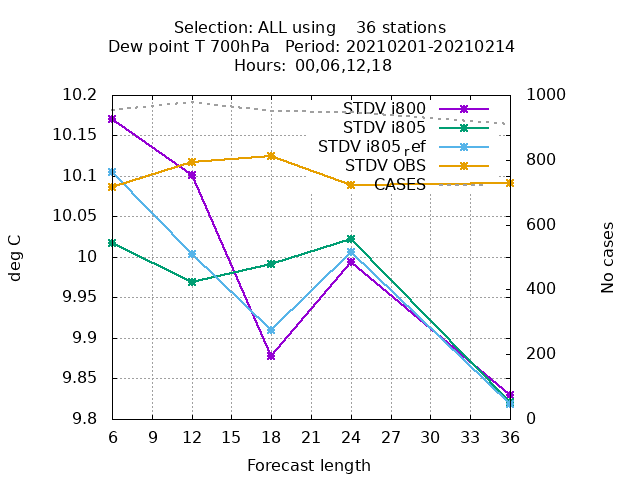 Selection: ALL using    36 stations
Dew point T 700hPa   Period: 20210201-20210214
Hours: 00,06,12,18
10.2
10.15
10.1
10.05
10
9.95
9.9
9.85
9.8
1000
800
600
400
200
0
deg C
No cases
STDV i800
STDV i805
STDV i805ref
STDV OBS
CASES
6 9 12 15 18 21 24 27 30 33 36
Forecast length